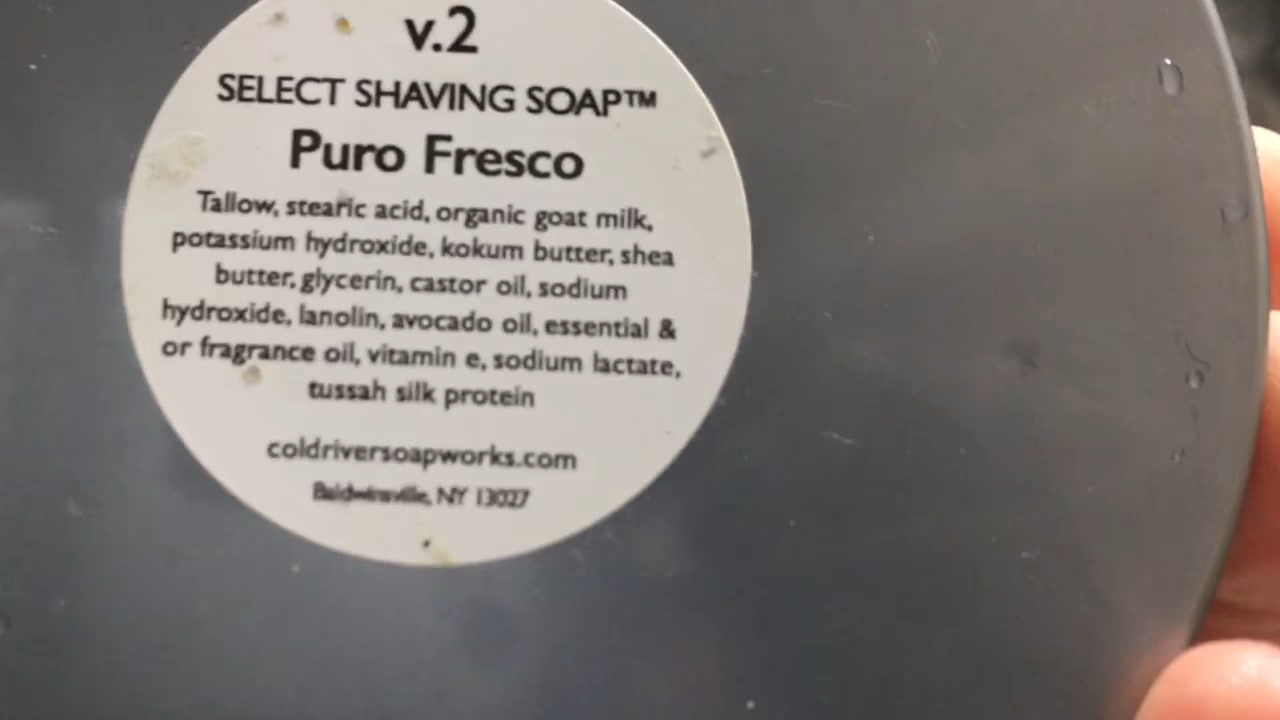 v.2
SELECT SHAVING SOAP™
Puro Fresco
Tallow, stearic acid, organic goat milk,
potassium hydroxide, kokum butter, shea
butter, glycerin, castor oil, sodium
hydroxide, lanolin, avocado oil, essential &
or fragrance oil, vitamin e, sodium lactate,
tussah silk protein
coldriversoapworks.com
Baldwinsville, NY 13027